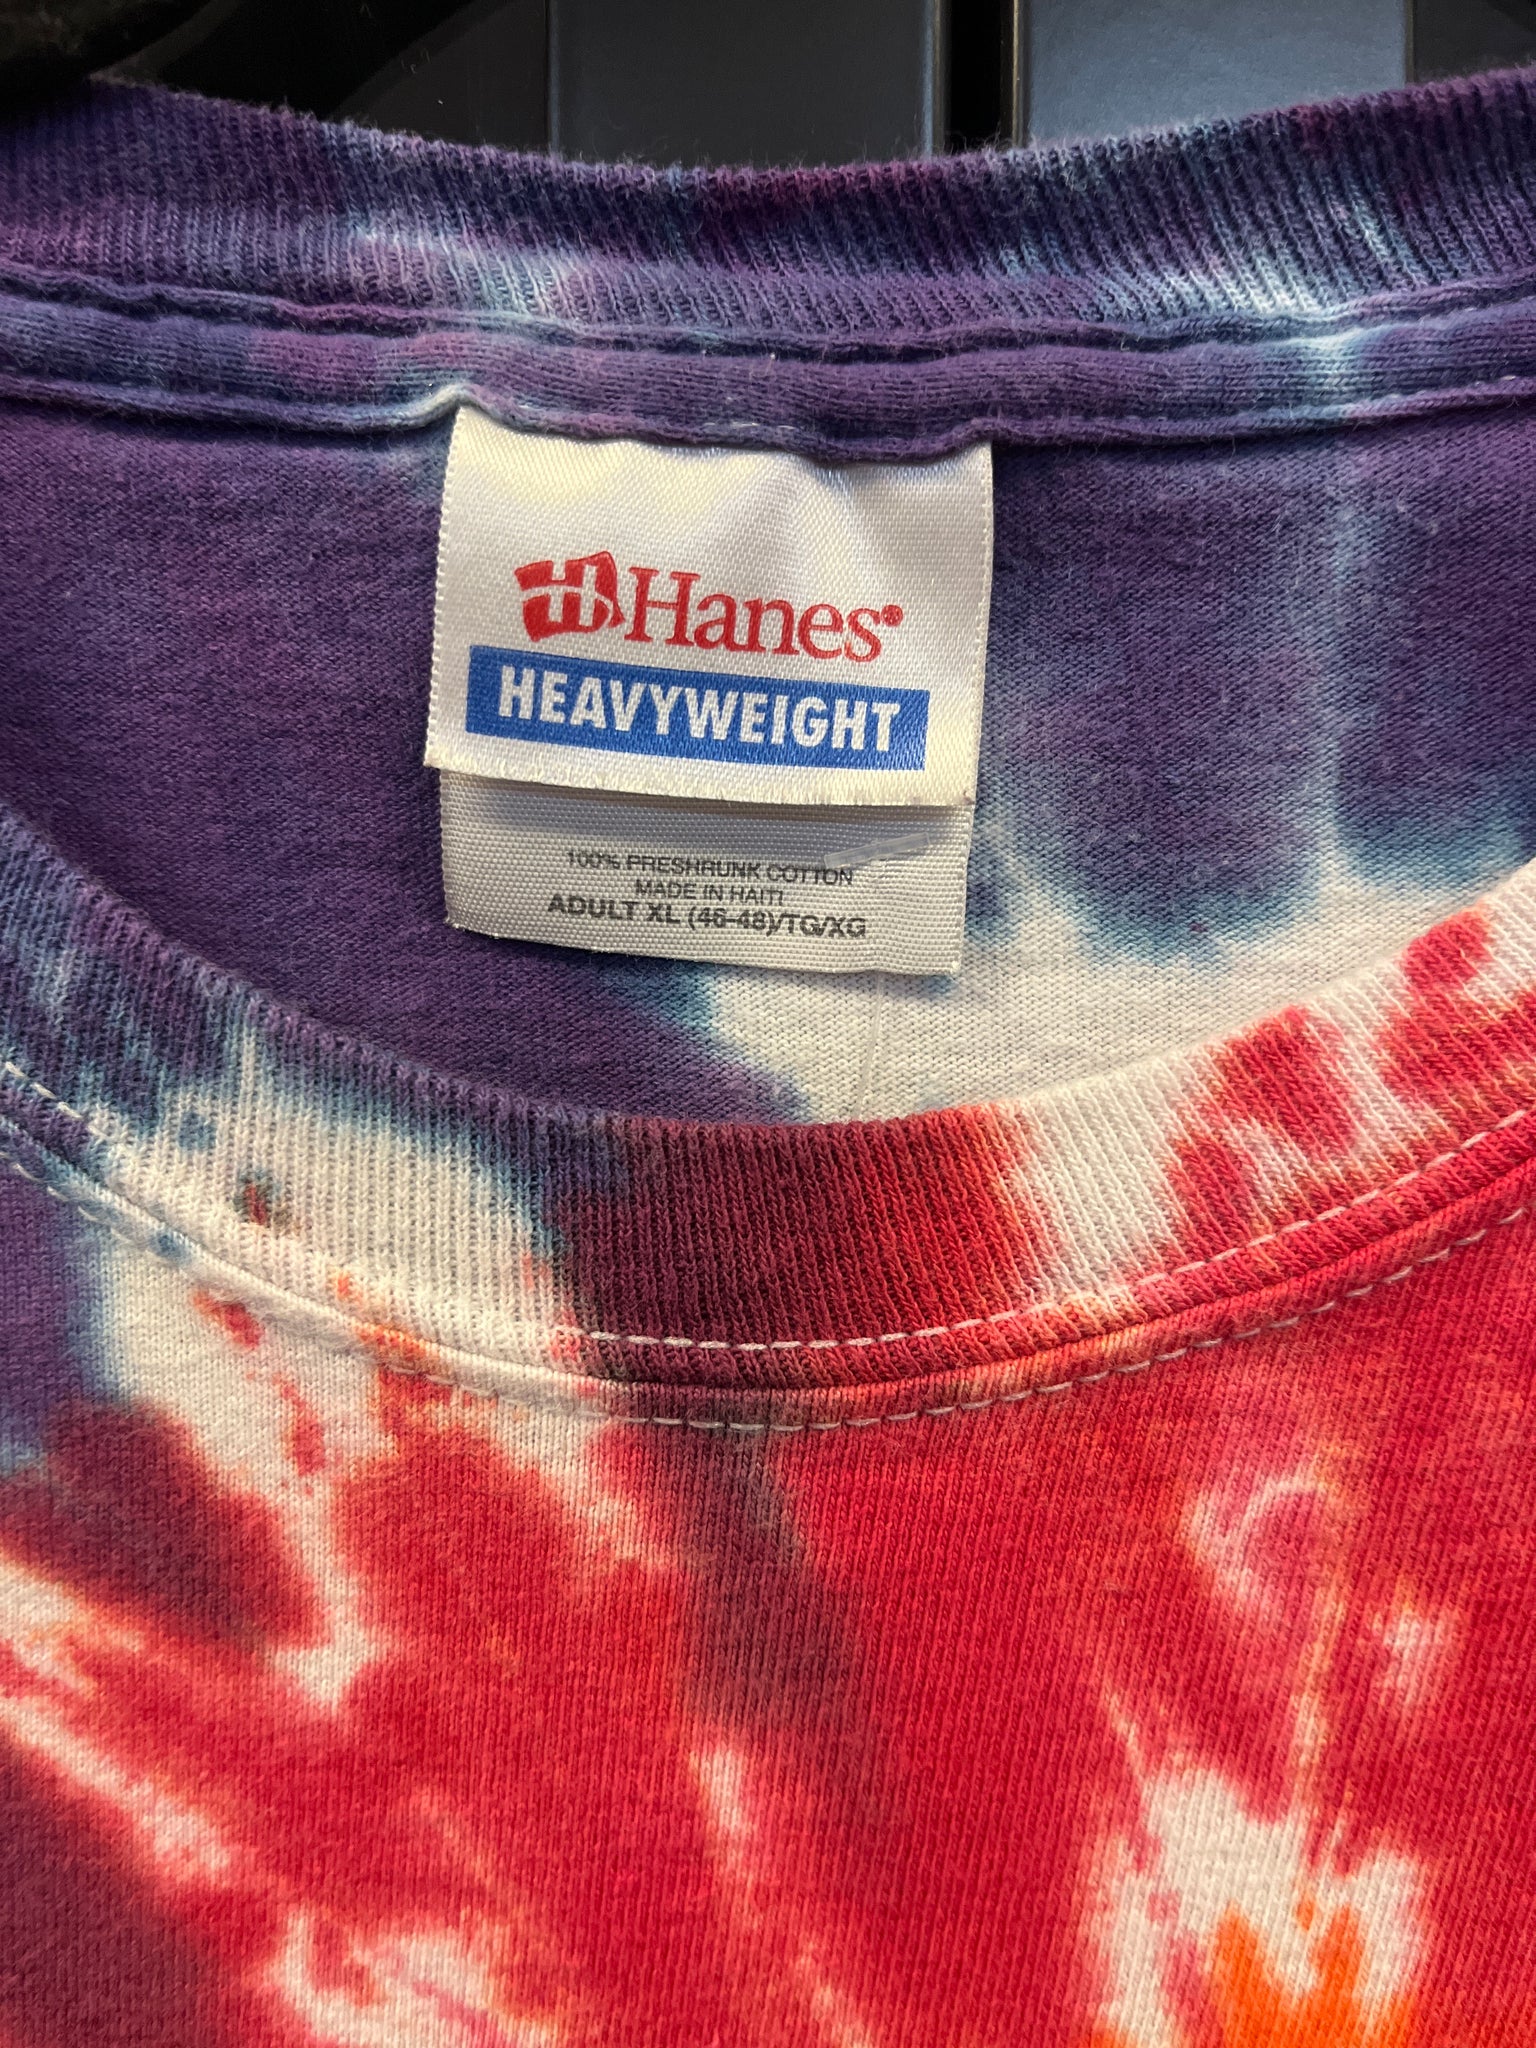 Hanes®
HEAVYWEIGHT
100% PRESHRUNK COTTON
MADE IN HAITI
ADULT XL (46-48)/TG/XG